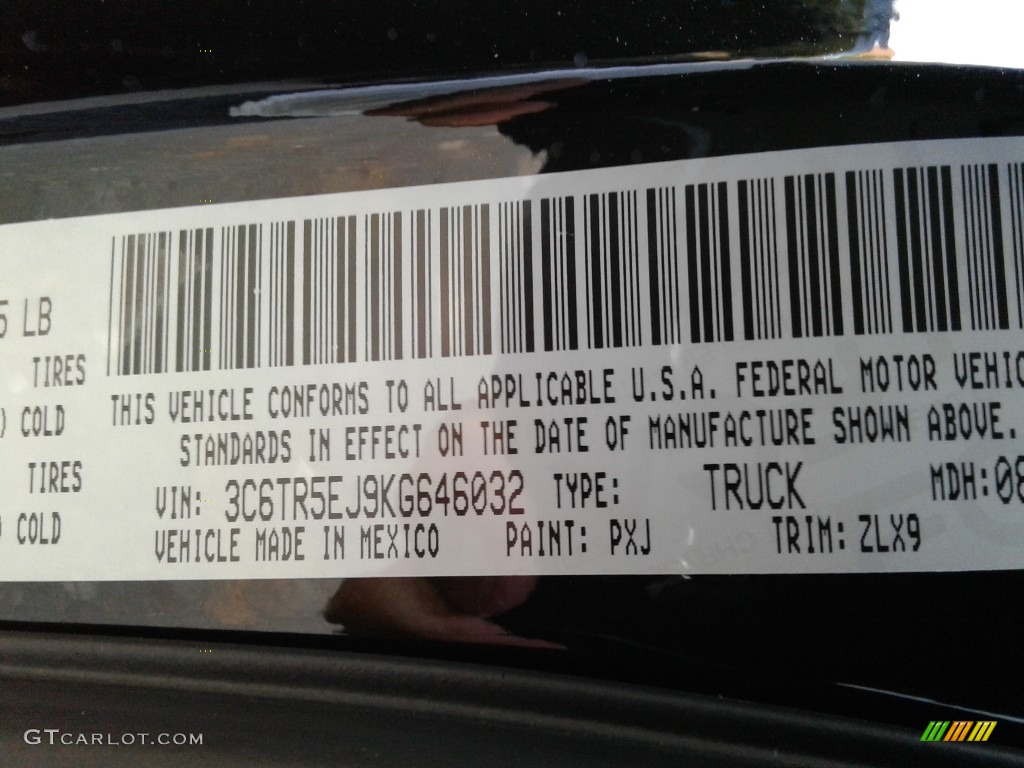 5 LB
TIRES
) COLD
TIRES
) COLD
THIS VEHICLE CONFORMS TO ALL APPLICABLE U.S.A. FEDERAL MOTOR VEHIC
STANDARDS IN EFFECT ON THE DATE OF MANUFACTURE SHOWN ABOVE.
VIN: 3C6TR5EJ9KG646032 TYPE: TRUCK MDH: 08
VEHICLE MADE IN MEXICO PAINT: PXJ TRIM: ZLX9
GTCARLOT.COM